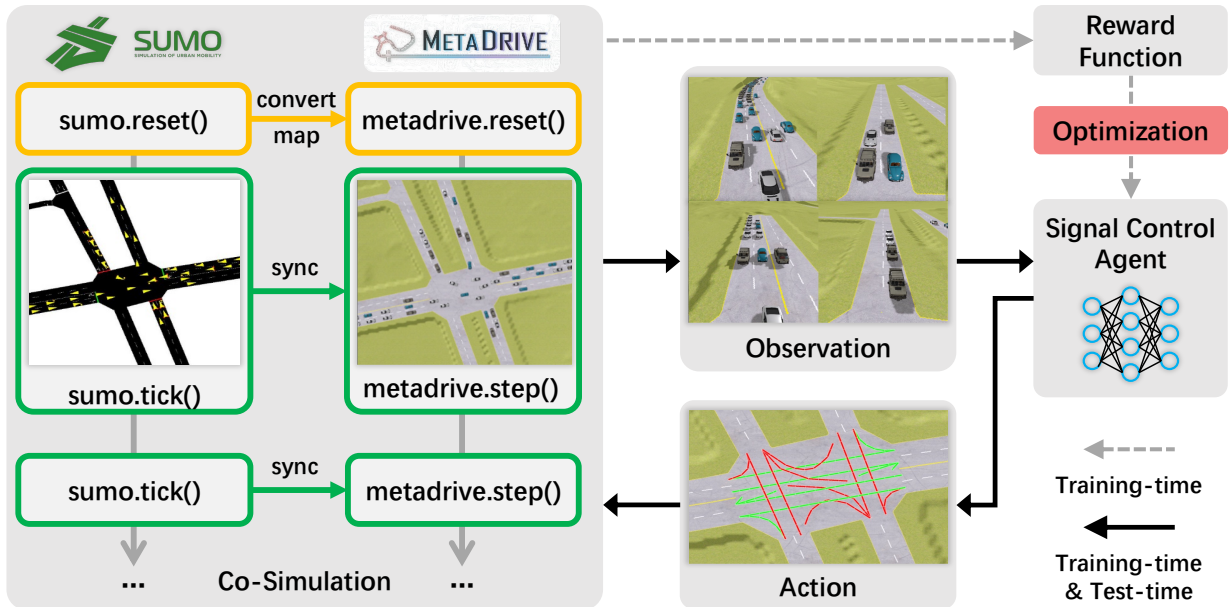 SUMO
SIMULATION OF URBAN MOBILITY
METADRIVE
sumo.reset()
convert
map
metadrive.reset()
sync
sumo.tick()
metadrive.step()
sync
sumo.tick()
metadrive.step()
...
Co-Simulation
...
Observation
Action
Reward
Function
Optimization
Signal Control
Agent
Training-time
Training-time
& Test-time